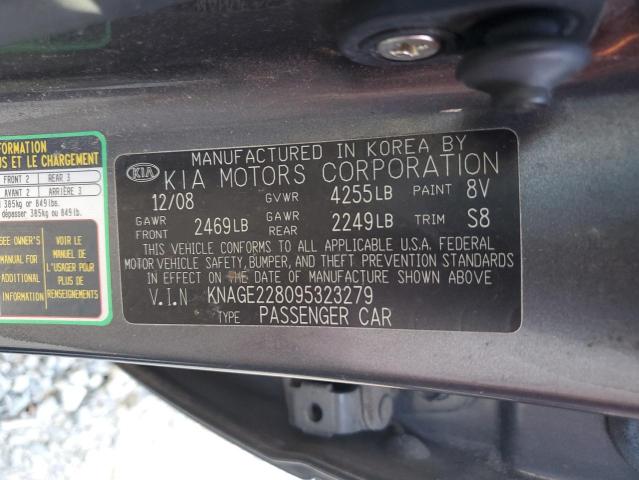 MANUFACTURED IN KOREA BY
KIA KIA MOTORS CORPORATION
12/08 GVWR 4255LB PAINT 8V
GAWR FRONT 2469LB GAWR REAR 2249LB TRIM S8
THIS VEHICLE CONFORMS TO ALL APPLICABLE U.S.A. FEDERAL
MOTOR VEHICLE SAFETY, BUMPER, AND THEFT PREVENTION STANDARDS
IN EFFECT ON THE DATE OF MANUFACTURE SHOWN ABOVE
V.I.N KNAGE228095323279
TYPE PASSENGER CAR
FORMATION
US ET LE CHARGEMENT
FRONT 2 REAR 3
AVANT 2 ARRIÈRE 3
385kg or 849lbs.
dépasser 385kg ou 849 lb.
SEE OWNER'S
MANUAL FOR
ADDITIONAL
INFORMATION
VOIR LE
MANUEL DE
L'USAGER POUR
PLUS DE
RENSEIGNEMENTS